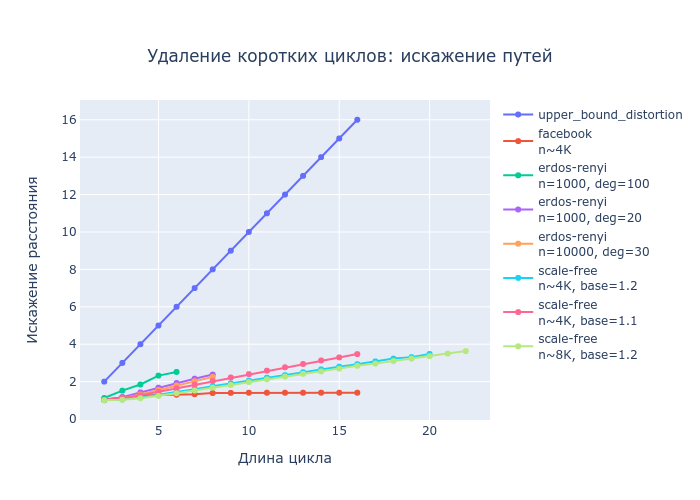 Удаление коротких циклов: искажение путей
Искажение расстояния
16
14
12
10
8
6
4
2
0
5
10
15
20
Длина цикла
upper_bound_distortion
facebook
n~4K
erdos-renyi
n=1000, deg=100
erdos-renyi
n=1000, deg=20
erdos-renyi
n=10000, deg=30
scale-free
n~4K, base=1.2
scale-free
n~4K, base=1.1
scale-free
n~8K, base=1.2